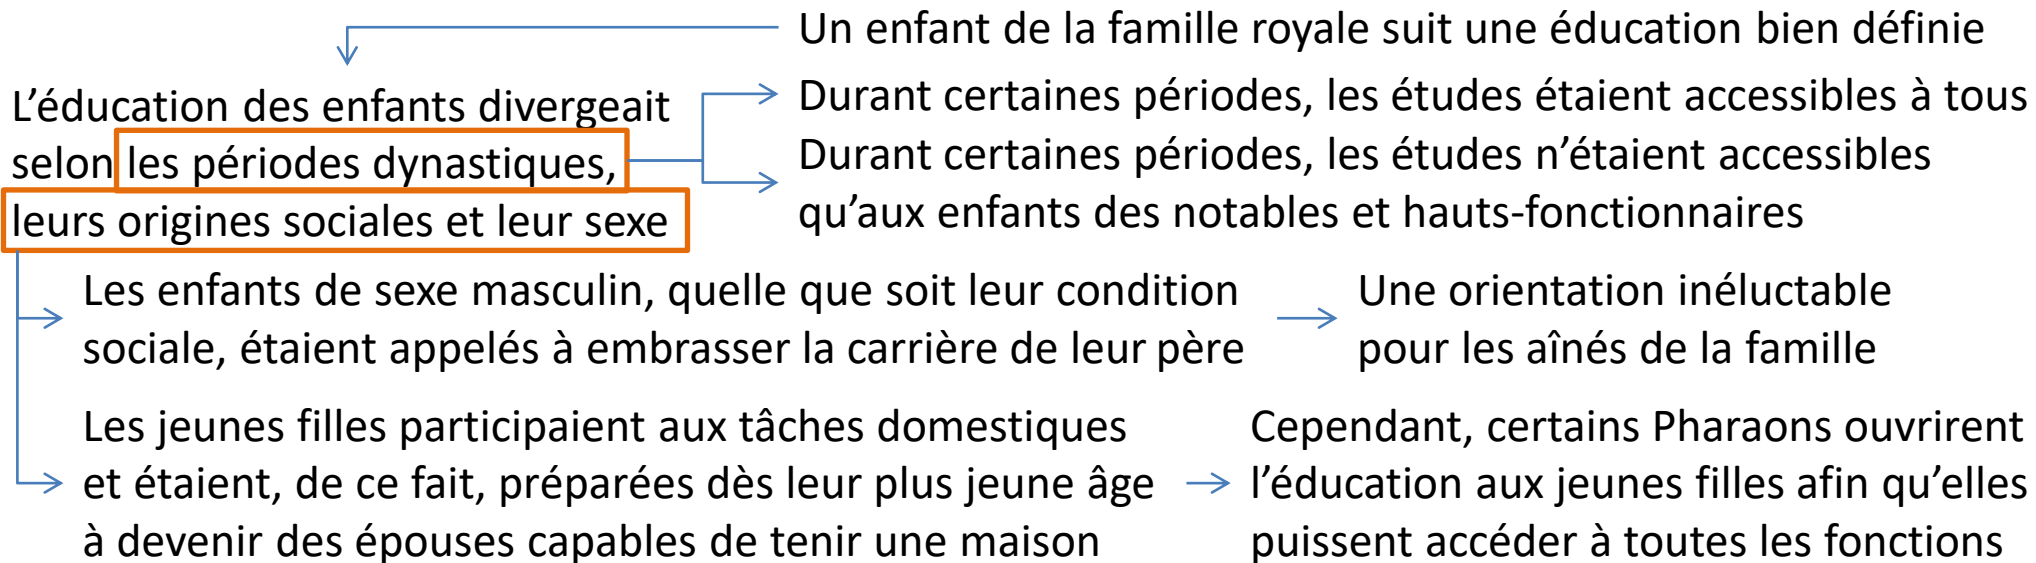 Un enfant de la famille royale suit une éducation bien définie
L’éducation des enfants divergeait
selon les périodes dynastiques,
leurs origines sociales et leur sexe
Durant certaines périodes, les études étaient accessibles à tous
Durant certaines périodes, les études n’étaient accessibles
qu’aux enfants des notables et hauts-fonctionnaires
Les enfants de sexe masculin, quelle que soit leur condition
sociale, étaient appelés à embrasser la carrière de leur père
Une orientation inéluctable
pour les aînés de la famille
Les jeunes filles participaient aux tâches domestiques
et étaient, de ce fait, préparées dès leur plus jeune âge
à devenir des épouses capables de tenir une maison
Cependant, certains Pharaons ouvrirent
l’éducation aux jeunes filles afin qu’elles
puissent accéder à toutes les fonctions